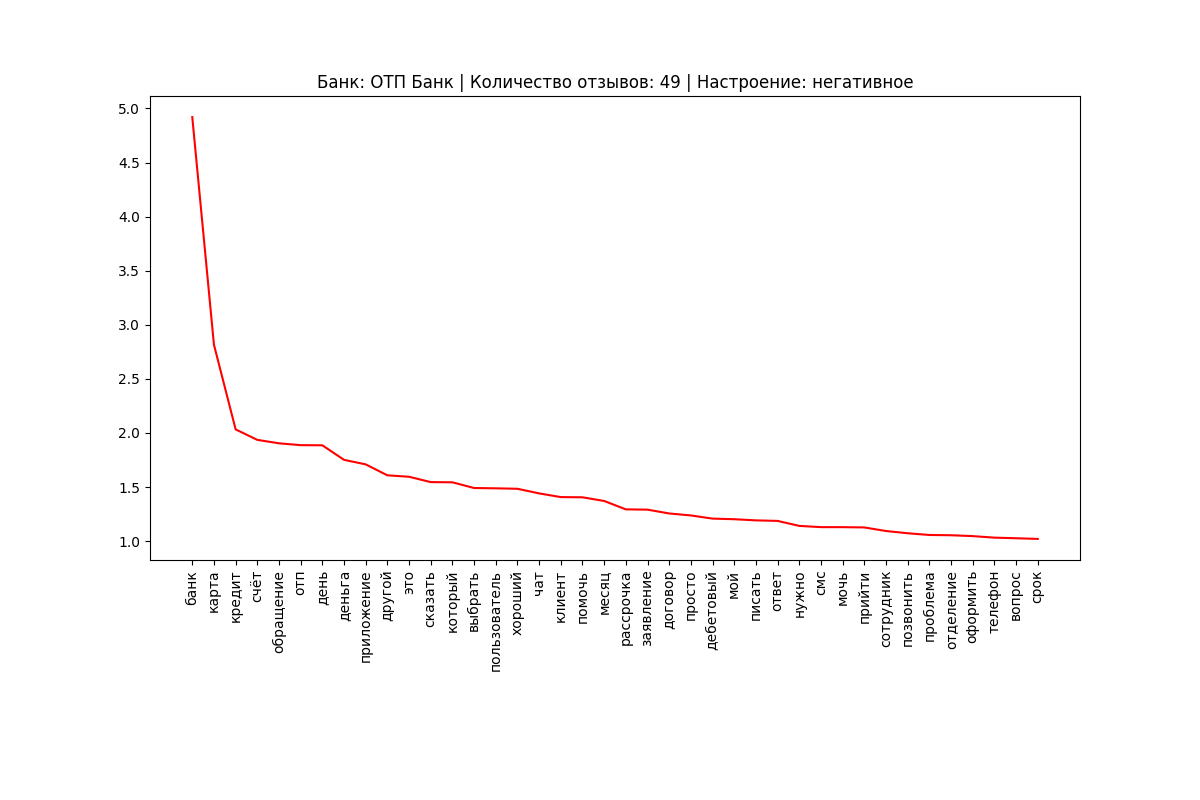 Банк: ОТП Банк | Количество отзывов: 49 | Настроение: негативное
5.0
4.5
4.0
3.5
3.0
2.5
2.0
1.5
1.0
банк
карта
кредит
счёт
обращение
отп
день
деньга
приложение
другой
это
сказать
который
выбрать
пользователь
хороший
чат
клиент
помочь
месяц
рассрочка
заявление
договор
просто
дебетовый
мой
писать
ответ
нужно
смс
мочь
прийти
сотрудник
позвонить
проблема
отделение
оформить
телефон
вопрос
срок